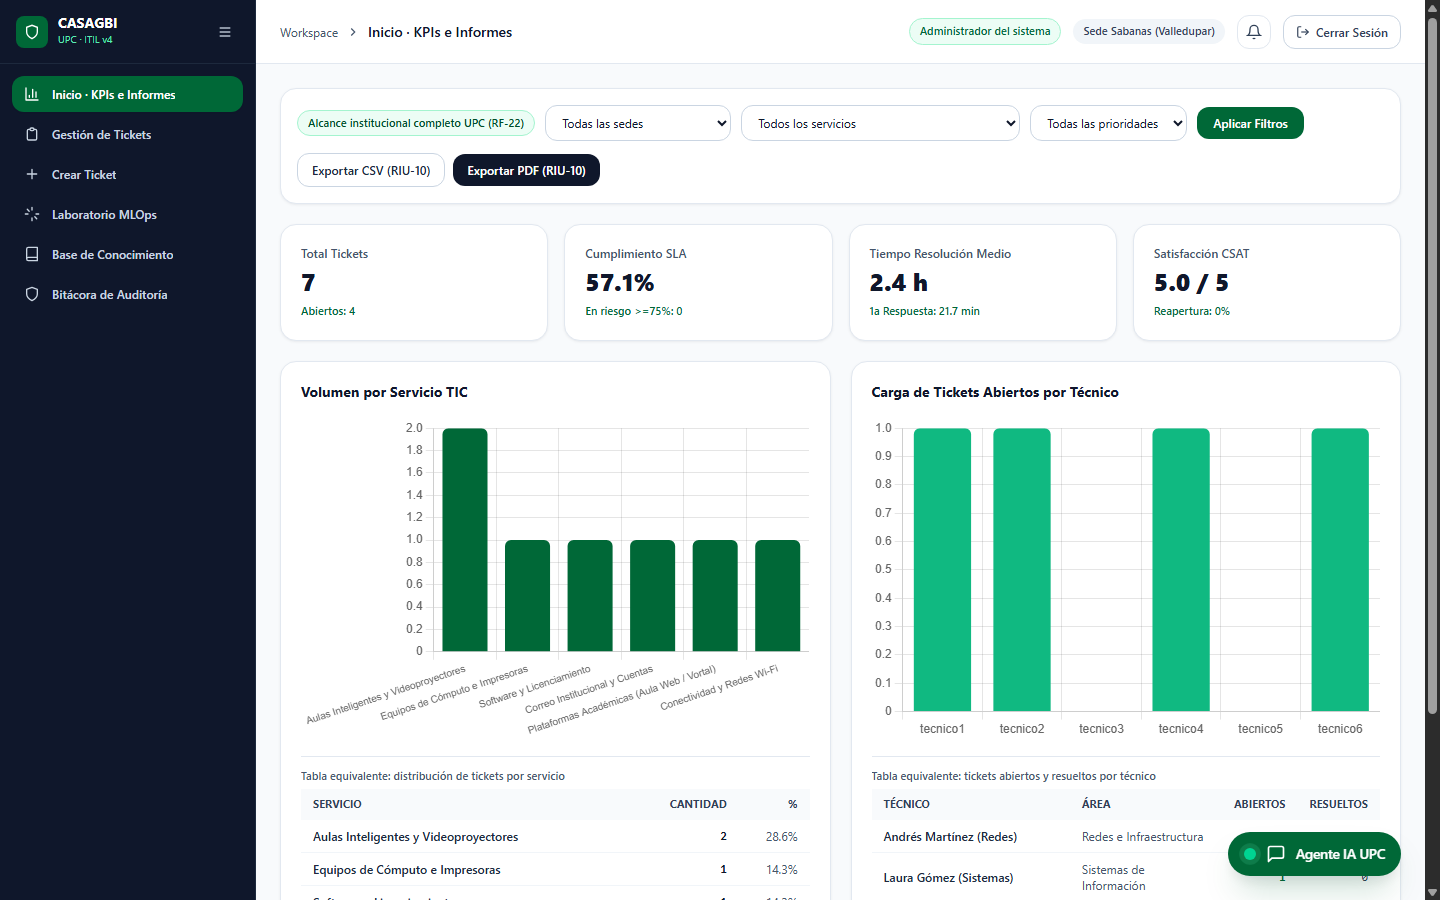 CASAGBI
UPC · ITIL v4
Inicio · KPIs e Informes
Gestión de Tickets
Crear Ticket
Laboratorio MLOps
Base de Conocimiento
Bitácora de Auditoría
Workspace > Inicio · KPIs e Informes
Administrador del sistema
Sede Sabanas (Valledupar)
Cerrar Sesión
Alcance institucional completo UPC (RF-22)
Todas las sedes
Todos los servicios
Todas las prioridades
Aplicar Filtros
Exportar CSV (RIU-10)
Exportar PDF (RIU-10)
Total Tickets
7
Abiertos: 4
Cumplimiento SLA
57.1%
En riesgo >=75%: 0
Tiempo Resolución Medio
2.4 h
1a Respuesta: 21.7 min
Satisfacción CSAT
5.0 / 5
Reapertura: 0%
Volumen por Servicio TIC
2.0
1.8
1.6
1.4
1.2
1.0
0.8
0.6
0.4
0.2
0
Aulas Inteligentes y Videoproyectores
Equipos de Cómputo e Impresoras
Software y Licenciamiento
Correo Institucional y Cuentas
Plataformas Académicas (Aula Web / Vortal)
Conectividad y Redes Wi-Fi
Tabla equivalente: distribución de tickets por servicio
SERVICIO CANTIDAD %
Aulas Inteligentes y Videoproyectores 2 28.6%
Equipos de Cómputo e Impresoras 1 14.3%
Carga de Tickets Abiertos por Técnico
1.0
0.9
0.8
0.7
0.6
0.5
0.4
0.3
0.2
0.1
0
tecnico1
tecnico2
tecnico3
tecnico4
tecnico5
tecnico6
Tabla equivalente: tickets abiertos y resueltos por técnico
TÉCNICO ÁREA ABIERTOS RESUELTOS
Andrés Martínez (Redes) Redes e Infraestructura
Laura Gómez (Sistemas) Sistemas de Información
Agente IA UPC